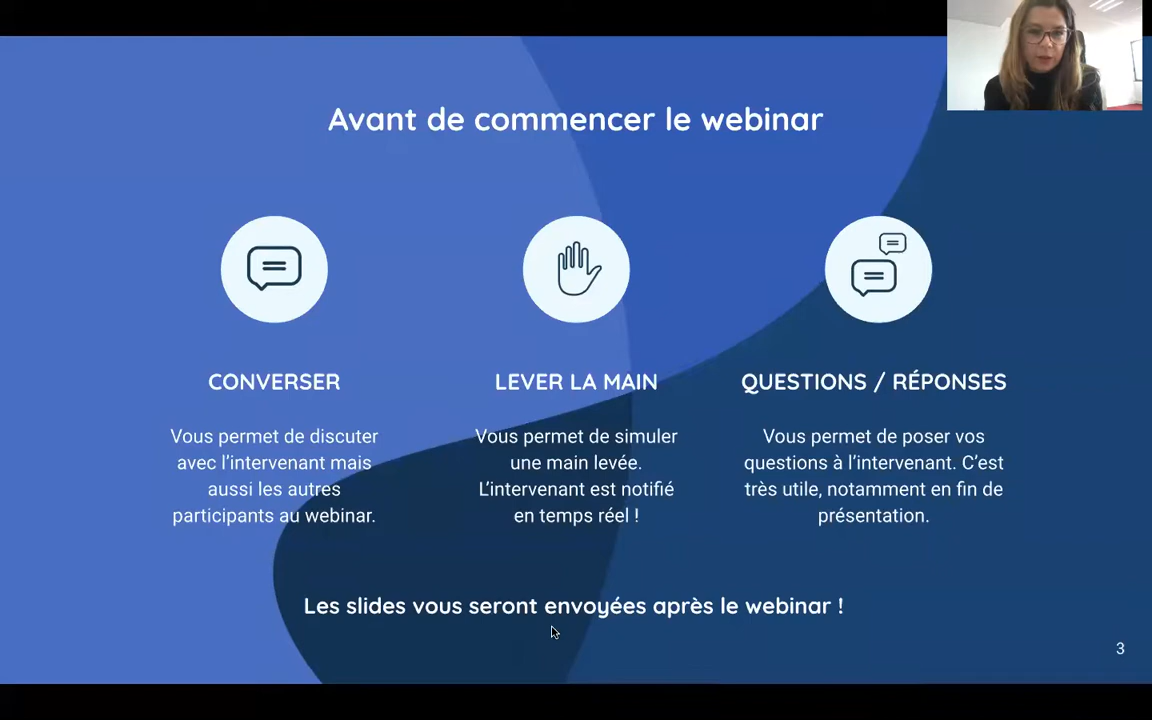 Avant de commencer le webinar
CONVERSER
Vous permet de discuter
avec l’intervenant mais
aussi les autres
participants au webinar.
LEVER LA MAIN
Vous permet de simuler
une main levée.
L’intervenant est notifié
en temps réel !
QUESTIONS / RÉPONSES
Vous permet de poser vos
questions à l’intervenant. C’est
très utile, notamment en fin de
présentation.
Les slides vous seront envoyées après le webinar !
3